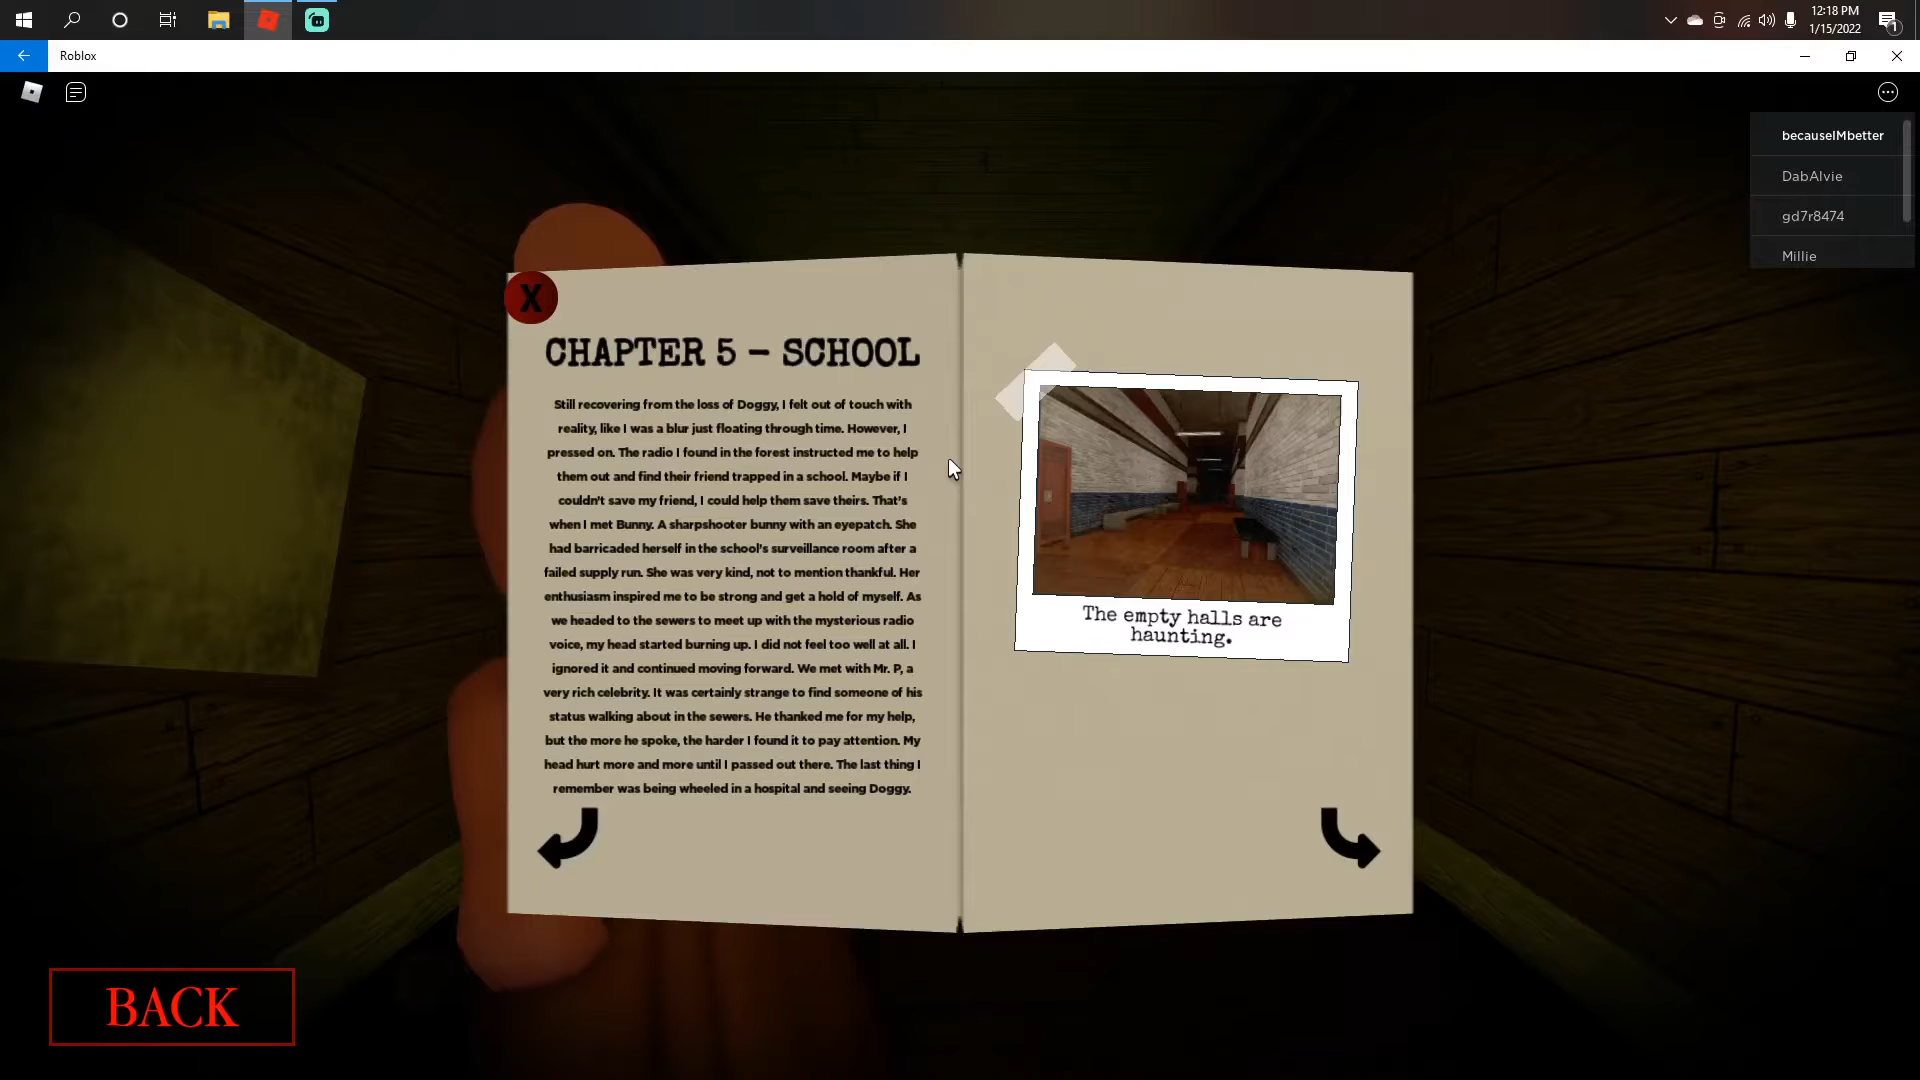 12:18 PM
1/15/2022
1
Roblox
becauseIMbetter
DabAlvie
gd7r8474
Millie
X
CHAPTER 5 – SCHOOL
Still recovering from the loss of Doggy, I felt out of touch with
reality, like I was a blur just floating through time. However, I
pressed on. The radio I found in the forest instructed me to help
them out and find their friend trapped in a school. Maybe if I
couldn't save my friend, I could help them save theirs. That's
when I met Bunny. A sharpshooter bunny with an eyepatch. She
had barricaded herself in the school's surveillance room after a
failed supply run. She was very kind, not to mention thankful. Her
enthusiasm inspired me to be strong and get a hold of myself. As
we headed to the sewers to meet up with the mysterious radio
voice, my head started burning up. I did not feel too well at all. I
ignored it and continued moving forward. We met with Mr. P, a
very rich celebrity. It was certainly strange to find someone of his
status walking about in the sewers. He thanked me for my help,
but the more he spoke, the harder I found it to pay attention. My
head hurt more and more until I passed out there. The last thing I
remember was being wheeled in a hospital and seeing Doggy.
The empty halls are
haunting.
BACK